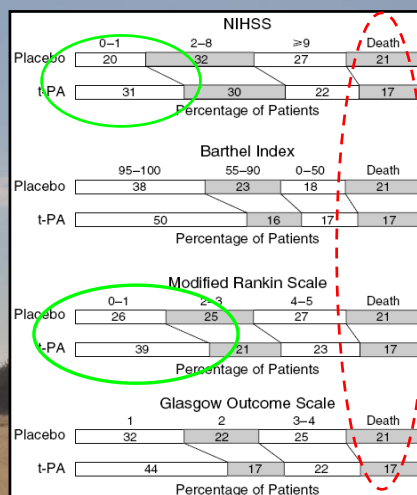 NIHSS
0–1 2–8 ≥9 Death
Placebo 20 32 27 21
t-PA 31 30 22 17
Percentage of Patients
Barthel Index
95–100 55–90 0–50 Death
Placebo 38 23 18 21
t-PA 50 16 17 17
Percentage of Patients
Modified Rankin Scale
0–1 2–3 4–5 Death
Placebo 26 25 27 21
t-PA 39 21 23 17
Percentage of Patients
Glasgow Outcome Scale
1 2 3–4 Death
Placebo 32 22 25 21
t-PA 44 17 22 17
Percentage of Patients